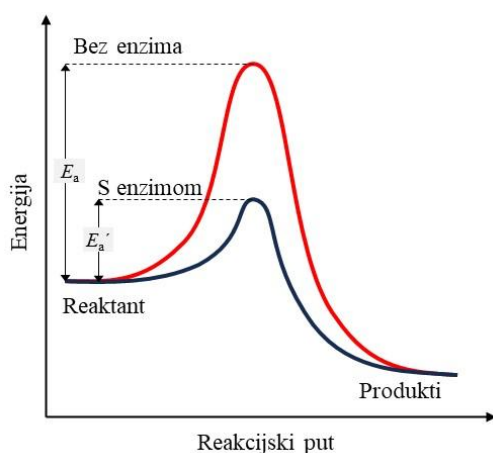 Bez enzima
Energija
Eₐ
S enzimom
Eₐ´
Reaktant
Produkti
Reakcijski put